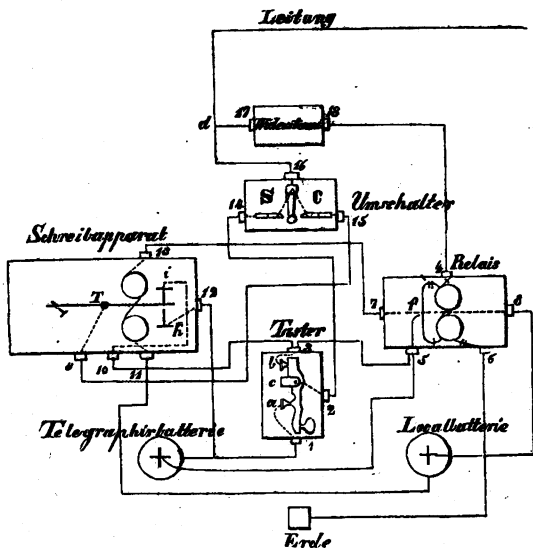 Leitung
d 17 Widerstand 18
16
S C
14 15
Umschalter
Schreibapparat
13
i
T
12
h
10 11
4 Relais
7 8
5 6
Taster
3
b
c
a
2
1
Telegraphirbatterie
Localbatterie
Erde